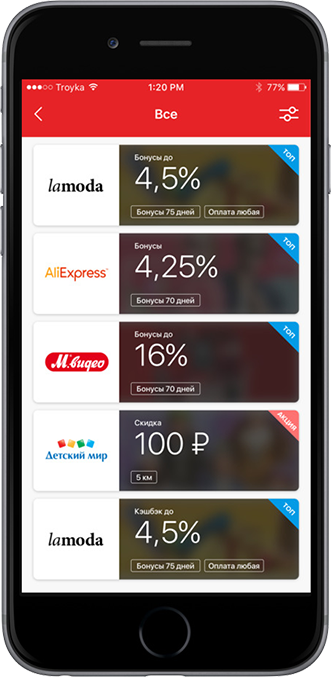 Troyka 1:20 PM 77%
Все
lamoda
Бонусы до
4,5%
Бонусы 75 дней Оплата любая
ТОП
AliExpress
Бонусы
4,25%
Бонусы 70 дней
ТОП
М.видео
Бонусы до
16%
Бонусы 70 дней
ТОП
Детский мир
Скидка
100 ₽
5 км
АКЦИЯ
lamoda
Кэшбэк до
4,5%
Бонусы 75 дней Оплата любая
ТОП